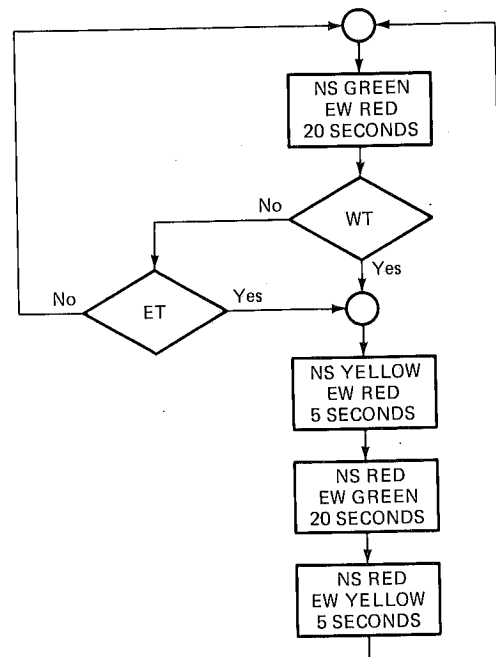 NS GREEN
EW RED
20 SECONDS
No
WT
Yes
No
ET
Yes
NS YELLOW
EW RED
5 SECONDS
NS RED
EW GREEN
20 SECONDS
NS RED
EW YELLOW
5 SECONDS